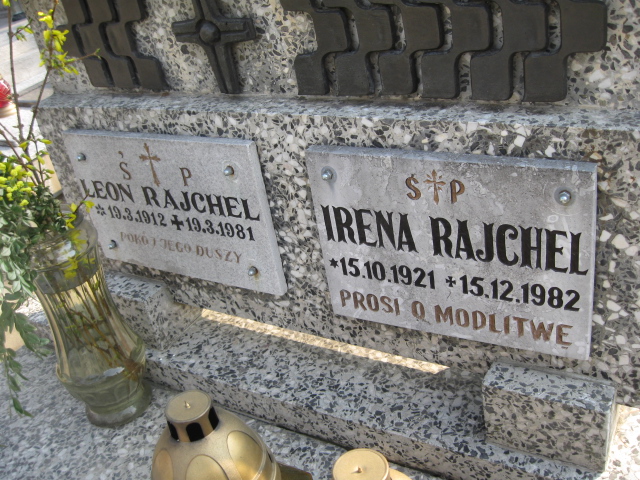 Ś P
LEON RAJCHEL
*19.3.1912 +19.3.1981
POKÓJ JEGO DUSZY
Ś P
IRENA RAJCHEL
*15.10.1921 +15.12.1982
PROSI O MODLITWĘ